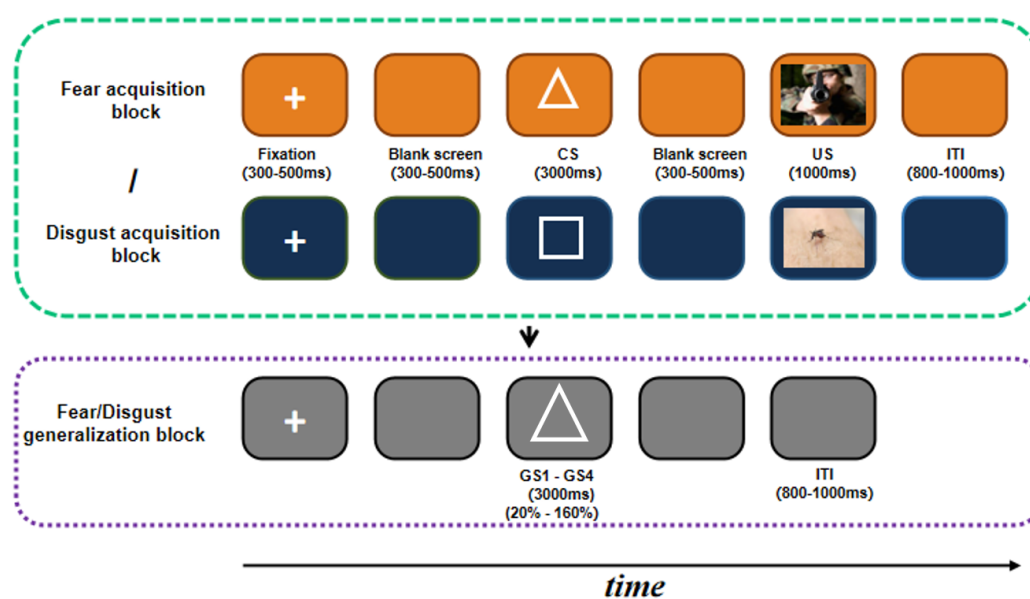 Fear acquisition
block
Fixation
(300-500ms)
Blank screen
(300-500ms)
CS
(3000ms)
Blank screen
(300-500ms)
US
(1000ms)
ITI
(800-1000ms)
/
Disgust acquisition
block
Fear/Disgust
generalization block
GS1 - GS4
(3000ms)
(20% - 160%)
ITI
(800-1000ms)
time